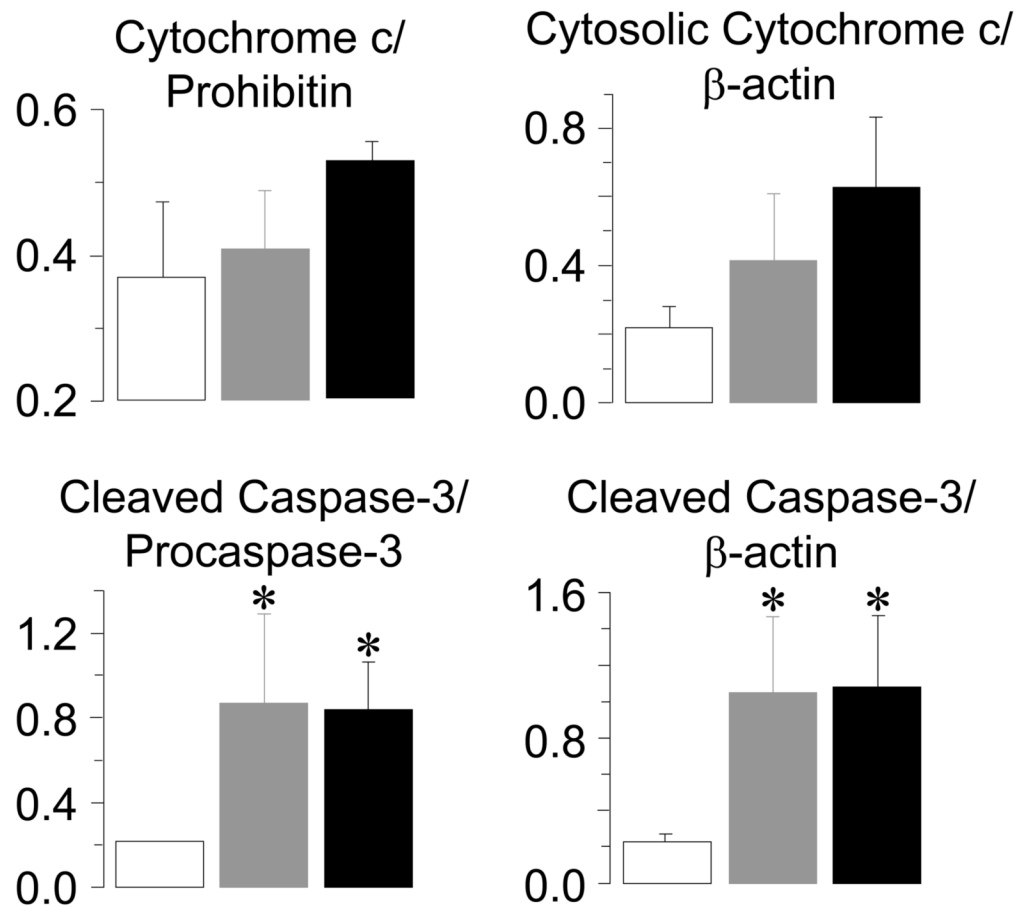 Cytochrome c/
Prohibitin
0.6
0.4
0.2
Cytosolic Cytochrome c/
β-actin
0.8
0.4
0.0
Cleaved Caspase-3/
Procaspase-3
1.2
0.8
0.4
0.0
*
*
Cleaved Caspase-3/
β-actin
1.6
0.8
0.0
*
*